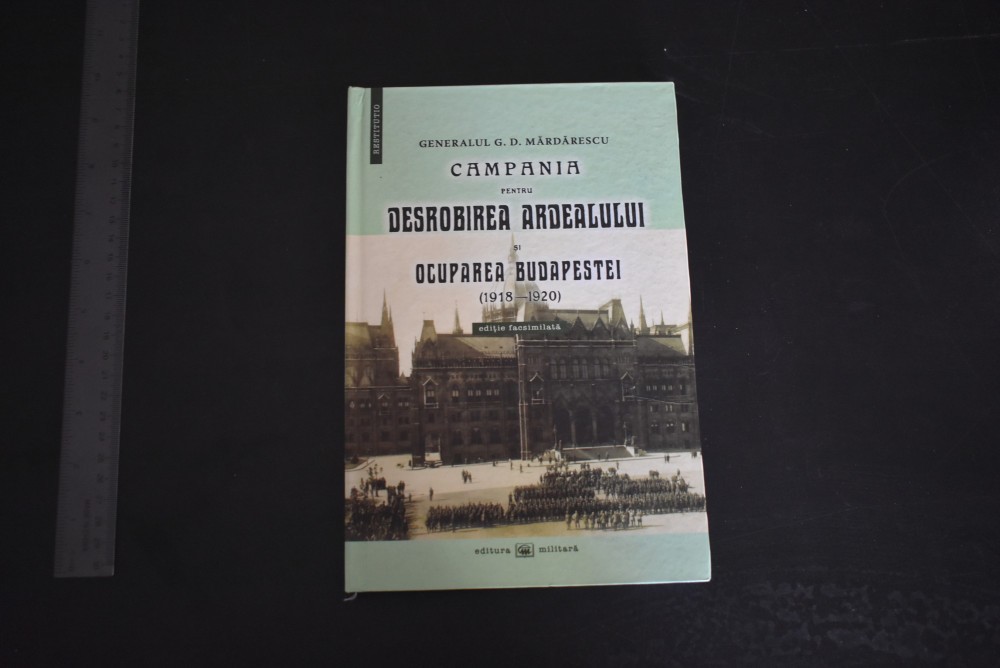 RESTITUTIO
GENERALUL G. D. MĂRDĂRESCU
CAMPANIA
PENTRU
DESROBIREA ARDEALULUI
ȘI
OCUPAREA BUDAPESTEI
(1918—1920)
ediție facsimilată
editura militară